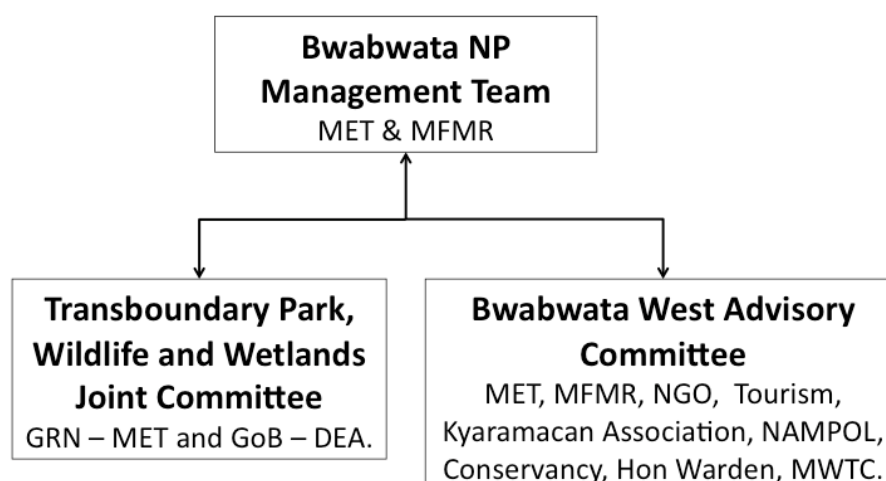 Bwabwata NP
Management Team
MET & MFMR
Transboundary Park,
Wildlife and Wetlands
Joint Committee
GRN – MET and GoB – DEA.
Bwabwata West Advisory
Committee
MET, MFMR, NGO, Tourism,
Kyaramacan Association, NAMPOL,
Conservancy, Hon Warden, MWTC.